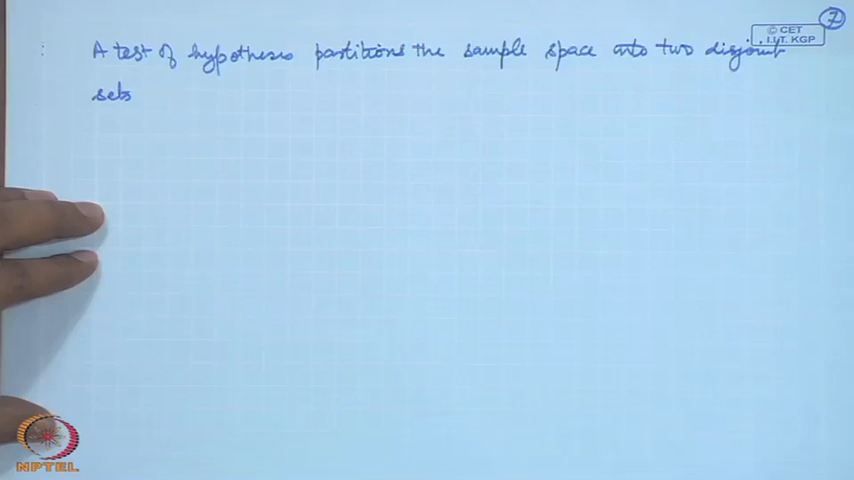 7
© CET
I.I.T. KGP
: A test of hypothesis partitions the sample space into two disjoint
sets
NPTEL